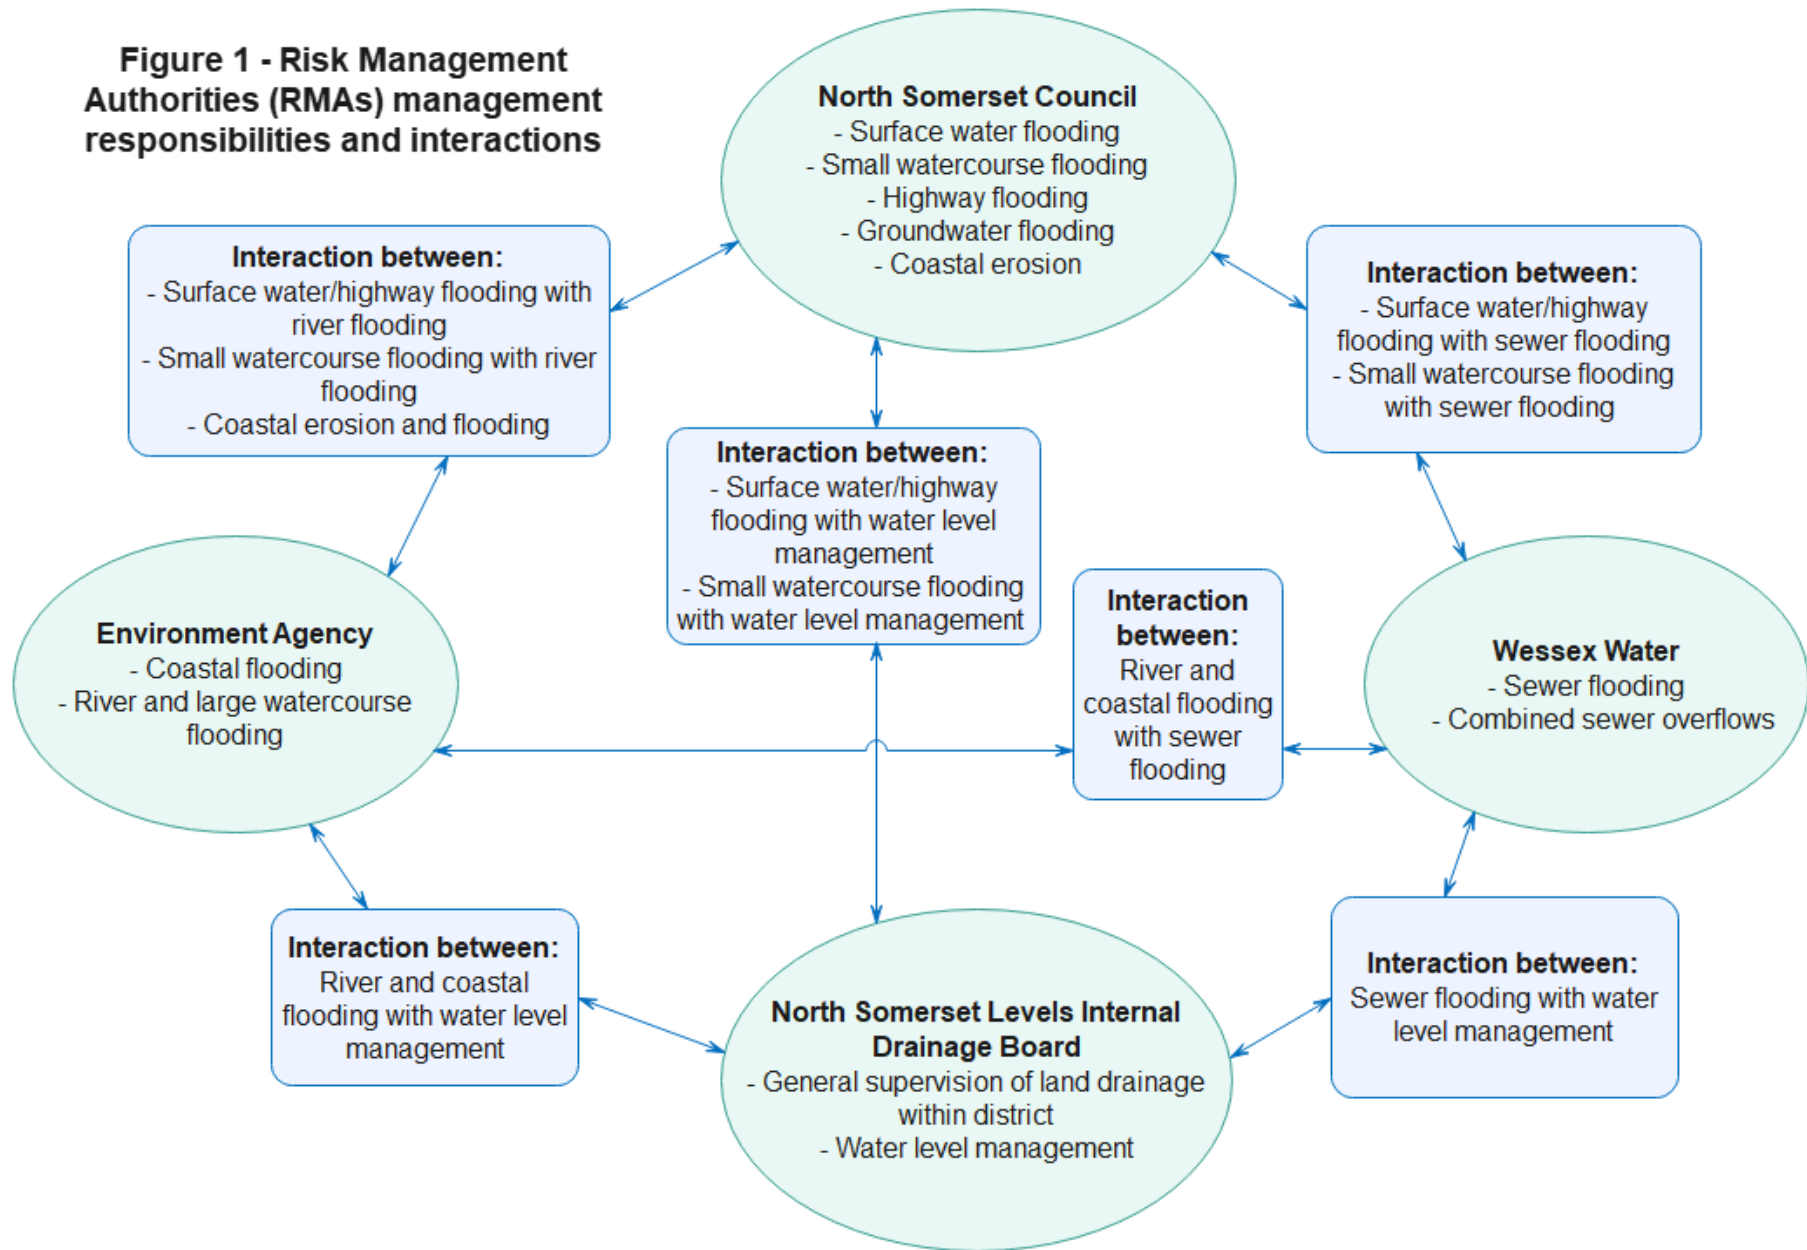 Figure 1 - Risk Management
Authorities (RMAs) management
responsibilities and interactions
North Somerset Council
- Surface water flooding
- Small watercourse flooding
- Highway flooding
- Groundwater flooding
- Coastal erosion
Interaction between:
- Surface water/highway flooding with
river flooding
- Small watercourse flooding with river
flooding
- Coastal erosion and flooding
Interaction between:
- Surface water/highway
flooding with sewer flooding
- Small watercourse flooding
with sewer flooding
Interaction between:
- Surface water/highway
flooding with water level
management
- Small watercourse flooding
with water level management
Environment Agency
- Coastal flooding
- River and large watercourse
flooding
Interaction
between:
River and
coastal flooding
with sewer
flooding
Wessex Water
- Sewer flooding
- Combined sewer overflows
Interaction between:
River and coastal
flooding with water level
management
North Somerset Levels Internal
Drainage Board
- General supervision of land drainage
within district
- Water level management
Interaction between:
Sewer flooding with water
level management